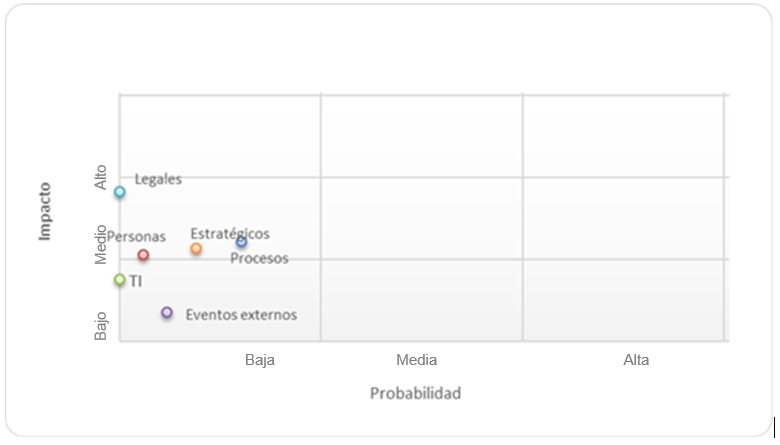 Impacto
Alto
Medio
Bajo
Legales
Personas
Estratégicos
Procesos
TI
Eventos externos
Baja
Media
Alta
Probabilidad